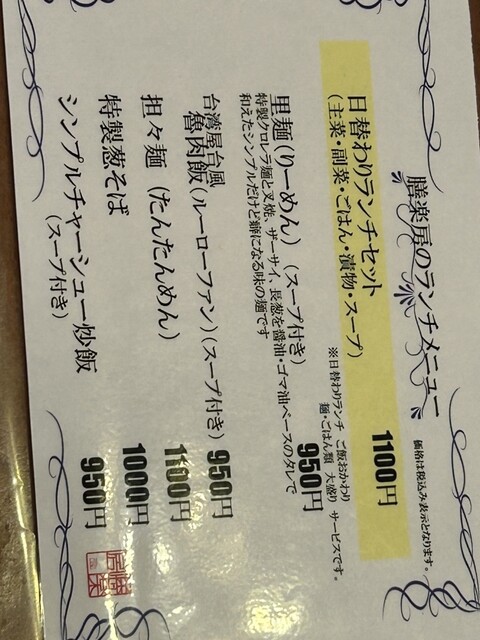 膳楽房のランチメニュー
価格は税込み表示となります。
日替わりランチセット
(主菜・副菜・ごはん・漬物・スープ)
1100円
※日替わりランチ ご飯おかわり
麺・ごはん類 大盛り サービスです。
里麺(りーめん) (スープ付き)
特製クロレラ麺と叉焼、ザーサイ、長葱を醤油・ゴマ油ベースのタレで
和えたシンプルだけど癖になる味の麺です
950円
台湾屋台風
魯肉飯(ルーローファン)(スープ付き) 950円
担々麺 (たんたんめん) 1100円
特製葱そば 1000円
シンプルチャーシュー炒飯 950円
(スープ付き)
膳楽房